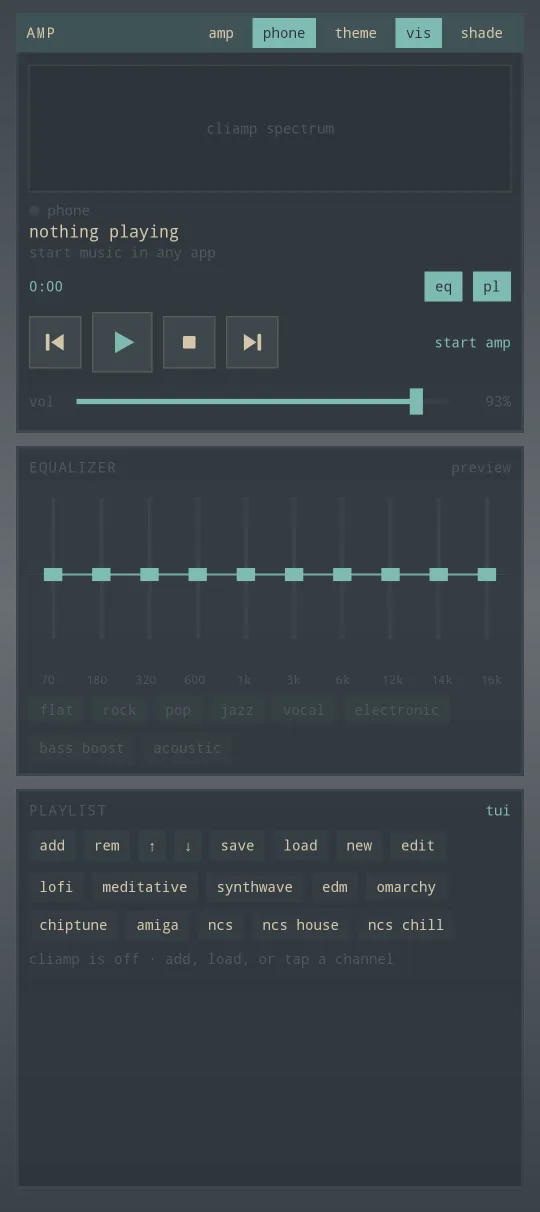 AMP amp phone theme vis shade
cliamp spectrum
phone
nothing playing
start music in any app
0:00 eq pl
start amp
vol 93%
EQUALIZER preview
70 180 320 600 1k 3k 6k 12k 14k 16k
flat rock pop jazz vocal electronic
bass boost acoustic
PLAYLIST tui
add rem ↑ ↓ save load new edit
lofi meditative synthwave edm omarchy
chiptune amiga ncs ncs house ncs chill
cliamp is off · add, load, or tap a channel